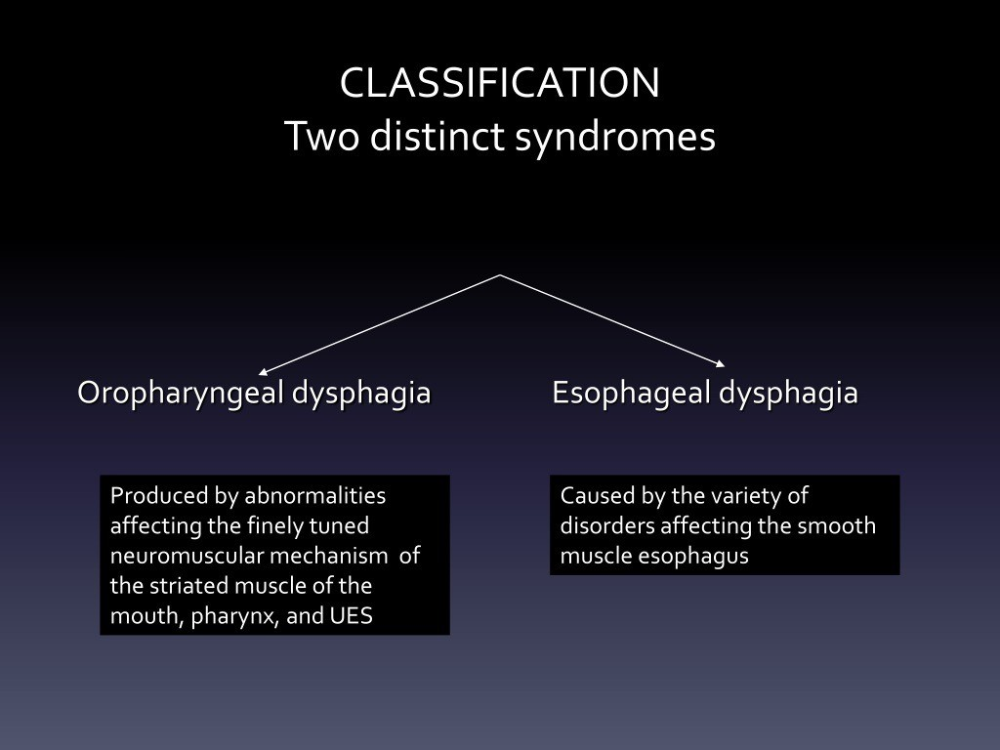 CLASSIFICATION
Two distinct syndromes
Oropharyngeal dysphagia
Esophageal dysphagia
Produced by abnormalities
affecting the finely tuned
neuromuscular mechanism  of
the striated muscle of the
mouth, pharynx, and UES
Caused by the variety of
disorders affecting the smooth
muscle esophagus